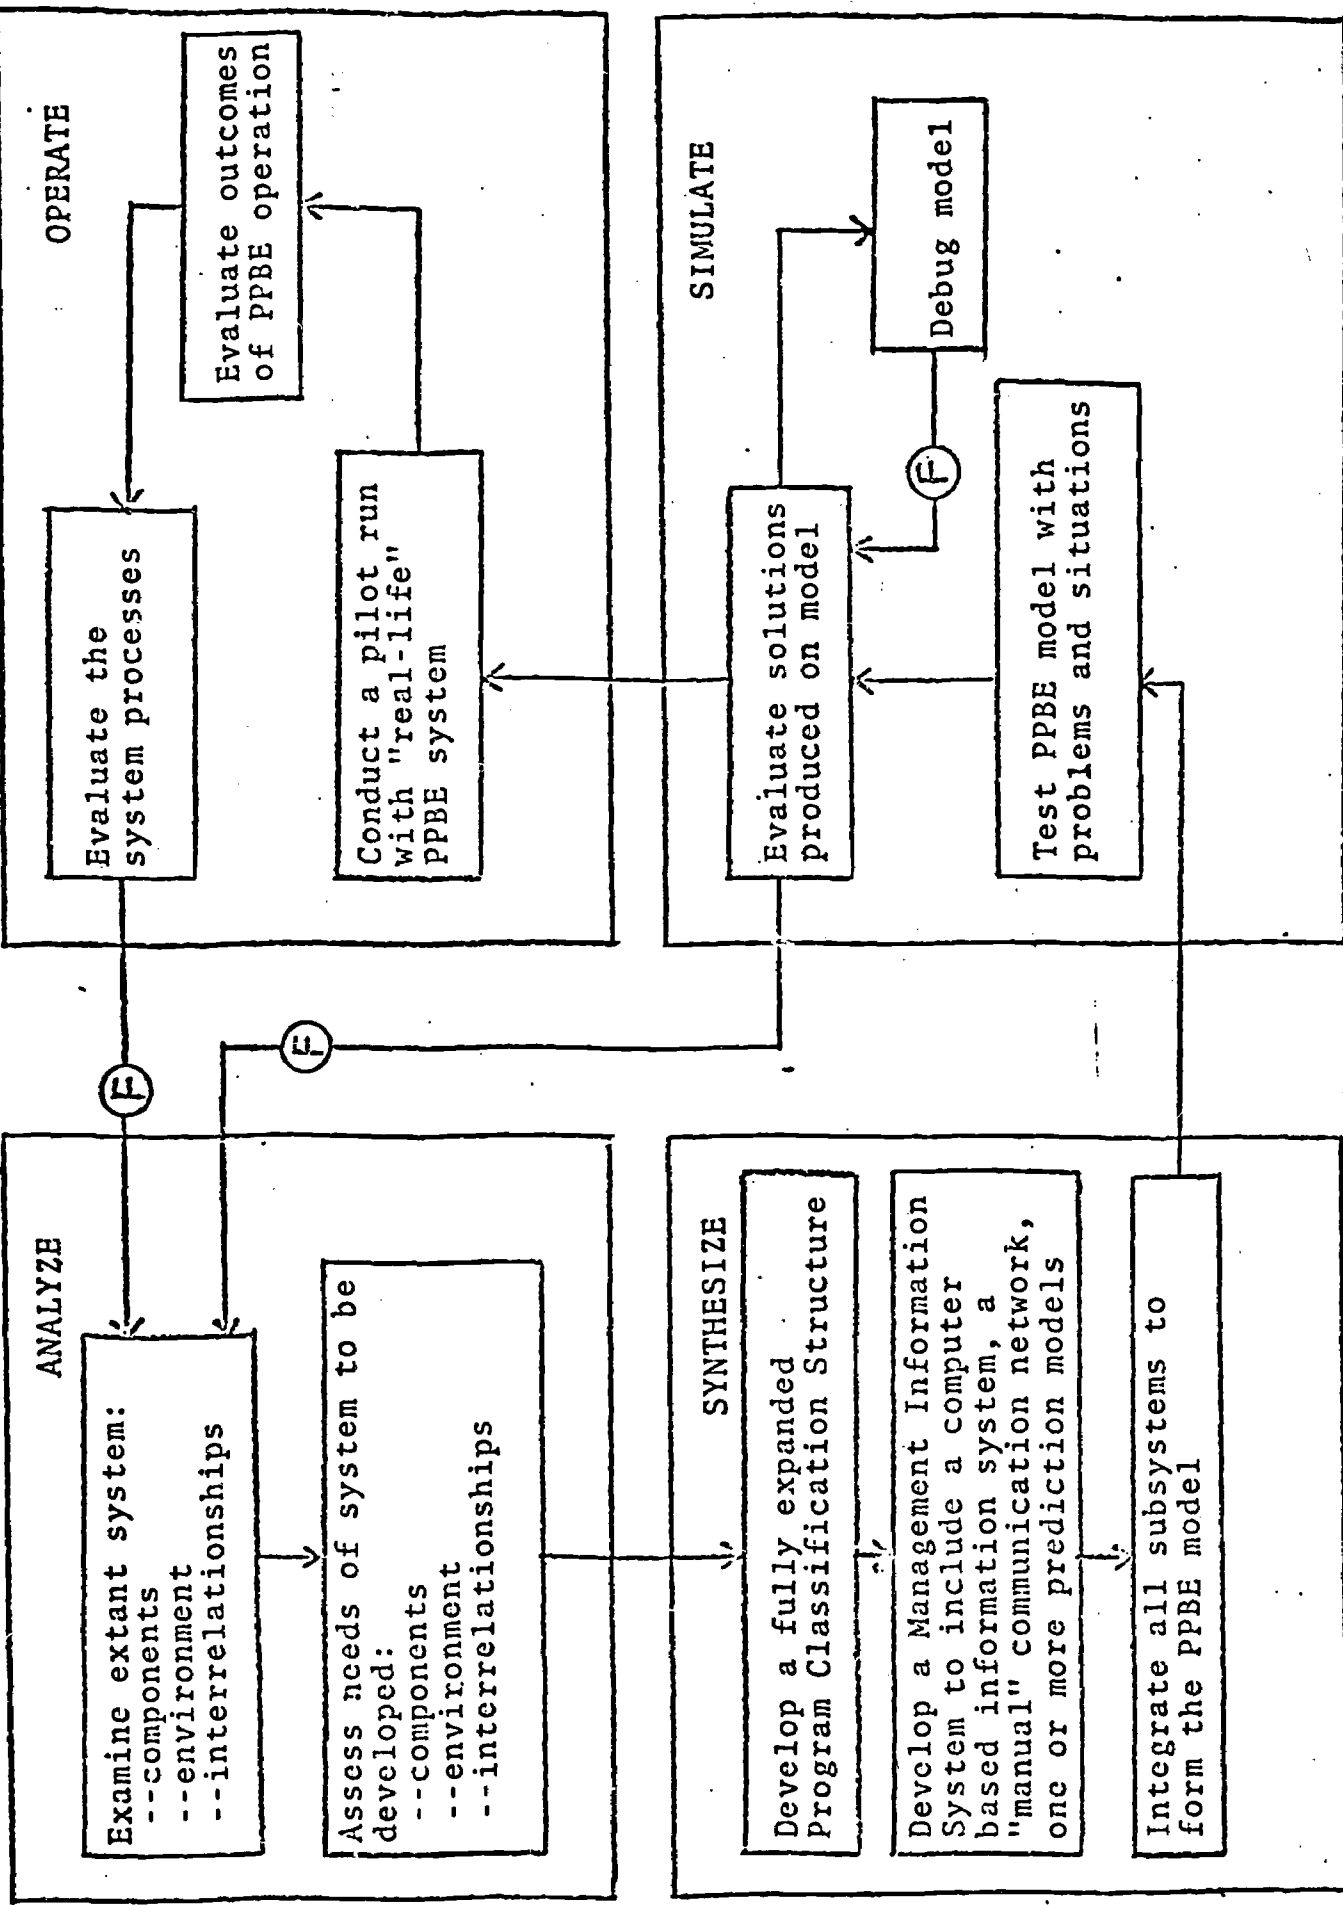 ANALYZE
Examine extant system:
--components
--environment
--interrelationships
Assess needs of system to be
developed:
--components
--environment
--interrelationships
SYNTHESIZE
Develop a fully expanded
Program Classification Structure
Develop a Management Information
System to include a computer
based information system, a
"manual" communication network,
one or more prediction models
Integrate all subsystems to
form the PPBE model
F
F
OPERATE
Evaluate the
system processes
Evaluate outcomes
of PPBE operation
Conduct a pilot run
with "real-life"
PPBE system
SIMULATE
Evaluate solutions
produced on model
F
Debug model
Test PPBE model with
problems and situations